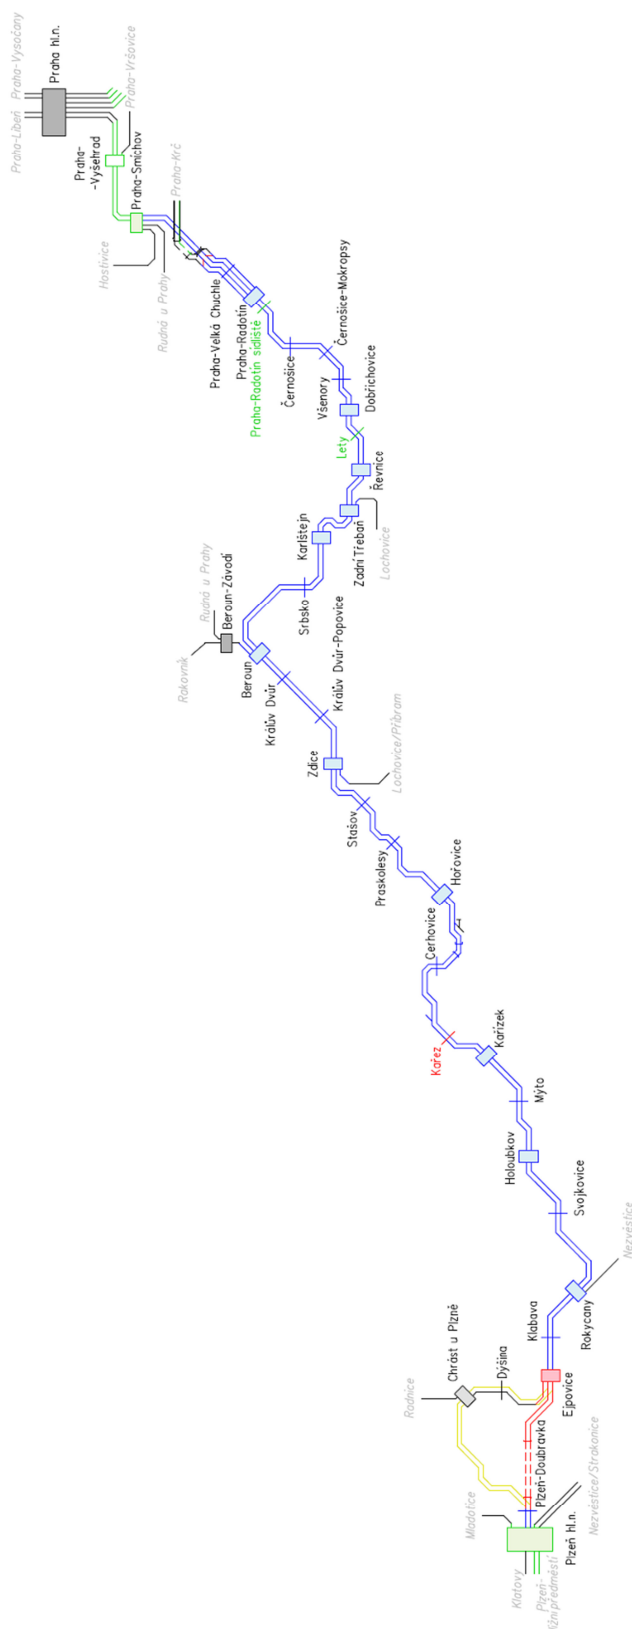 Praha-Libeň
Praha-Vysočany
Praha hl.n.
Praha-Vršovice
Praha-
-Vyšehrad
Praha-Smíchov
Praha-Krč
Hostivice
Rudná u Prahy
Praha-Velká Chuchle
Praha-Radotín
Praha-Radotín sídliště
Černošice
Černošice-Mokropsy
Všenory
Dobřichovice
Lety
Řevnice
Zadní Třebaň
Lochovice
Karlštejn
Srbsko
Rudná u Prahy
Beroun-Závodí
Rakovník
Beroun
Králův Dvůr
Králův Dvůr-Popovice
Zdice
Lochovice/Příbram
Stašov
Praskolesy
Hořovice
Cerhovice
Kařez
Kařízek
Mýto
Holoubkov
Svojkovice
Nezvěstice
Rokycany
Klabava
Ejpovice
Chrást u Plzně
Dýšina
Radnice
Plzeň-Doubravka
Mladotice
Nezvěstice/Strakonice
Plzeň hl.n.
Klatovy
Plzeň-
ižní předměstí